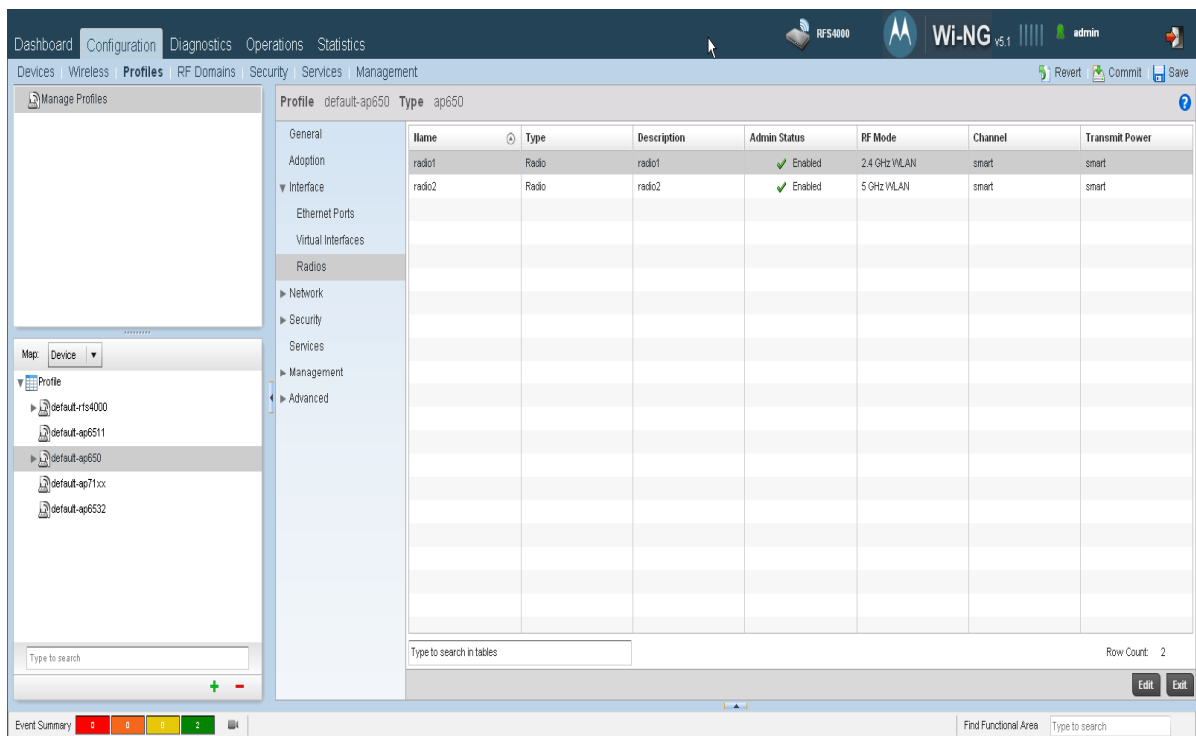 Dashboard Configuration Diagnostics Operations Statistics
RFS4000
Wi-NG v5.1
admin
Devices Wireless Profiles RF Domains Security Services Management
Revert Commit Save
Manage Profiles
Profile default-ap650 Type ap650
General
Adoption
Interface
Ethernet Ports
Virtual Interfaces
Radios
Network
Security
Services
Management
Advanced
Name Type Description Admin Status RF Mode Channel Transmit Power
radio1 Radio radio1 Enabled 2.4 GHz WLAN smart smart
radio2 Radio radio2 Enabled 5 GHz WLAN smart smart
Map: Device
Profile
default-rfs4000
default-ap6511
default-ap650
default-ap71xx
default-ap6532
Type to search
Type to search in tables
Row Count: 2
Edit Exit
Event Summary 0 0 0 2
Find Functional Area Type to search